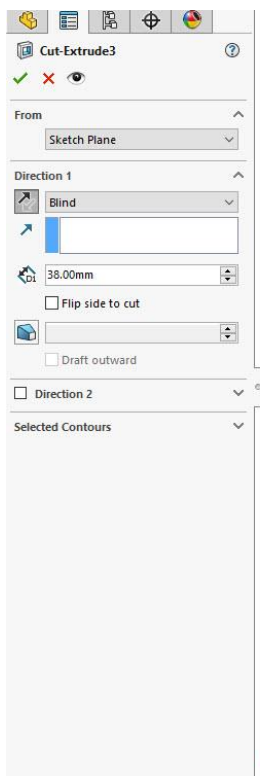 Cut-Extrude3
From
Sketch Plane
Direction 1
Blind
D1
38.00mm
Flip side to cut
Draft outward
Direction 2
Selected Contours